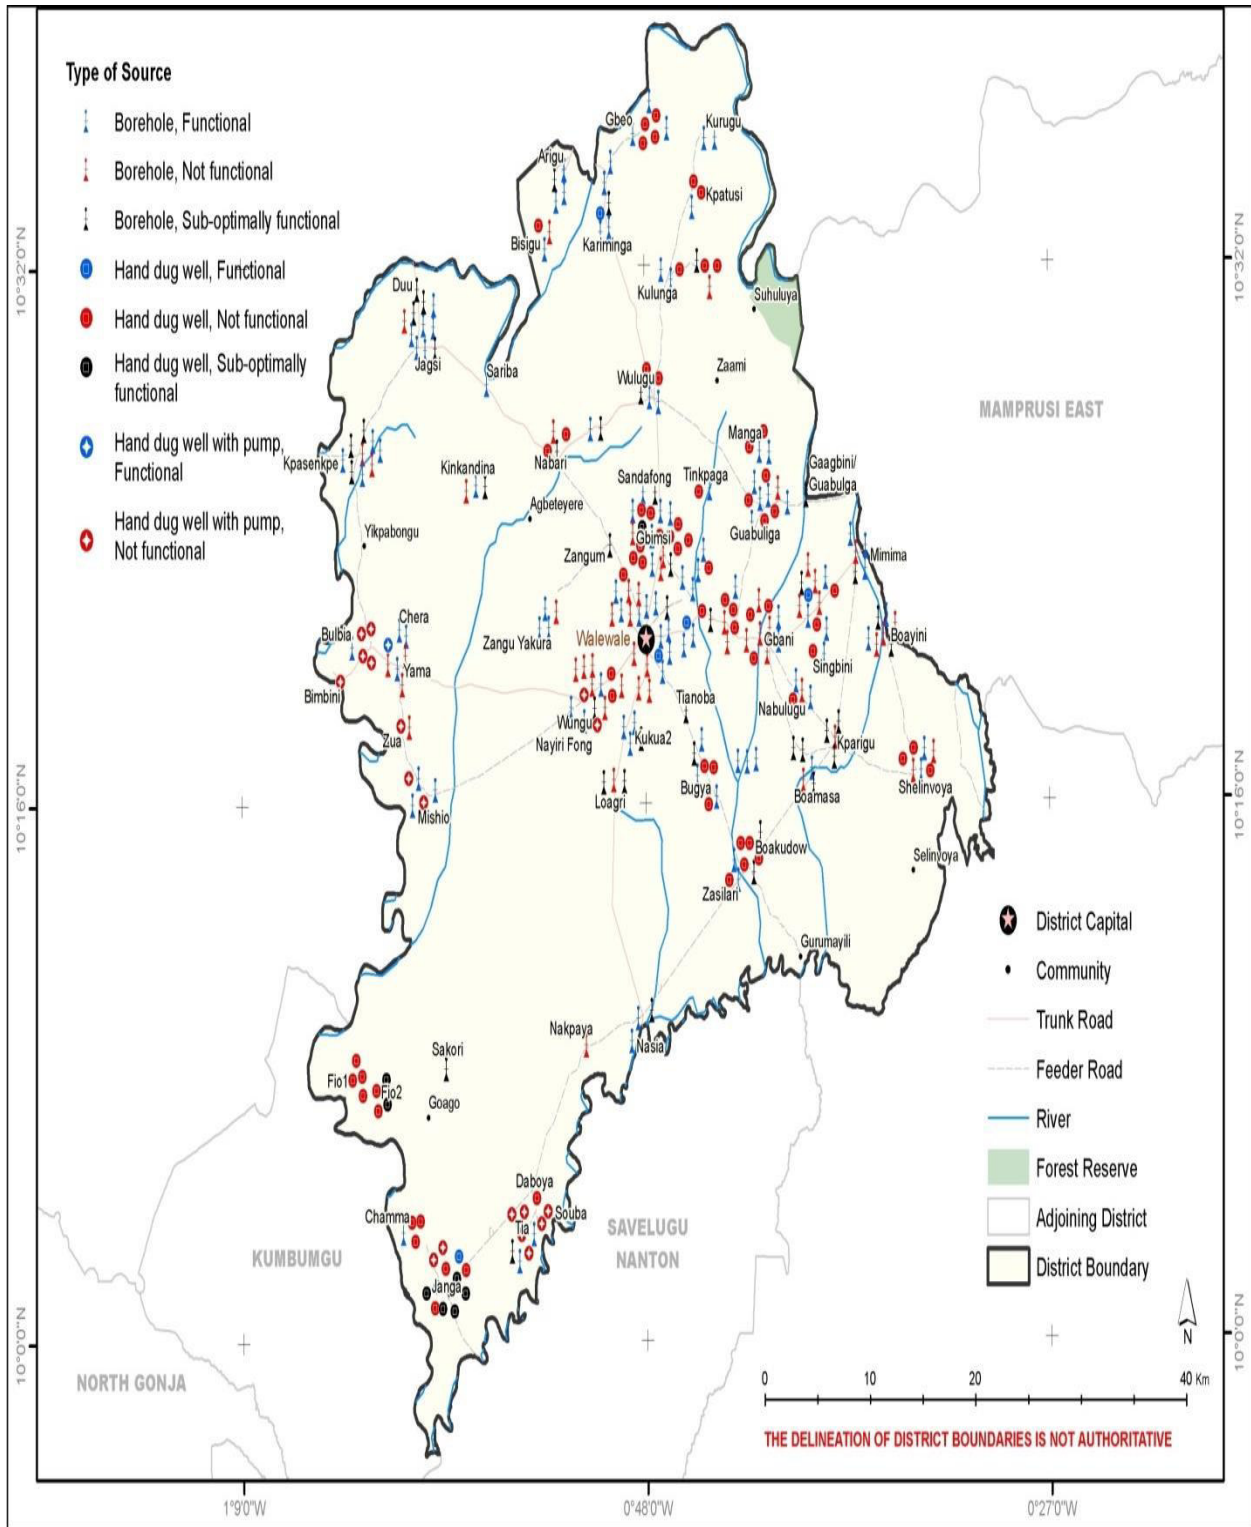 Type of Source
Borehole, Functional
Borehole, Not functional
Borehole, Sub-optimally functional
Hand dug well, Functional
Hand dug well, Not functional
Hand dug well, Sub-optimally
functional
Hand dug well with pump,
Functional
Hand dug well with pump,
Not functional
Gbeo
Kurugu
Arigu
Kpatusi
Bisigu
Kariminga
10°32'0"N
10°32'0"N
Kulunga
Suhuluya
Duu
Jagsi
Sariba
Wulugu
Zaami
MAMPRUSI EAST
Manga
Nabari
Kpasenkpe
Kinkandina
Sandafong
Tinkpaga
Gaagbini/
Guabulga
Agbeteyere
Guabuliga
Yikpabongu
Gbimsi
Zangum
Mimima
Chera
Bulbia
Zangu Yakura
Walewale
Gbani
Boayini
Singbini
Yama
Bimbini
Tianoba
Nabulugu
Wungu
Zua
Nayiri Fong
Kukua2
Kparigu
Bugya
Shelinvoya
Loagri
Boamasa
Mishio
10°16'0"N
10°16'0"N
Boakudow
Selinvoya
Zasilari
Gurumayili
Nakpaya
Nasia
Sakori
Fio1
Fio2
Goago
Daboya
Chamma
Souba
Tia
SAVELUGU
NANTON
KUMBUMGU
Janga
10°0'0"N
10°0'0"N
NORTH GONJA
District Capital
Community
Trunk Road
Feeder Road
River
Forest Reserve
Adjoining District
District Boundary
N
0 10 20 40 Km
THE DELINEATION OF DISTRICT BOUNDARIES IS NOT AUTHORITATIVE
1°9'0"W
0°48'0"W
0°27'0"W